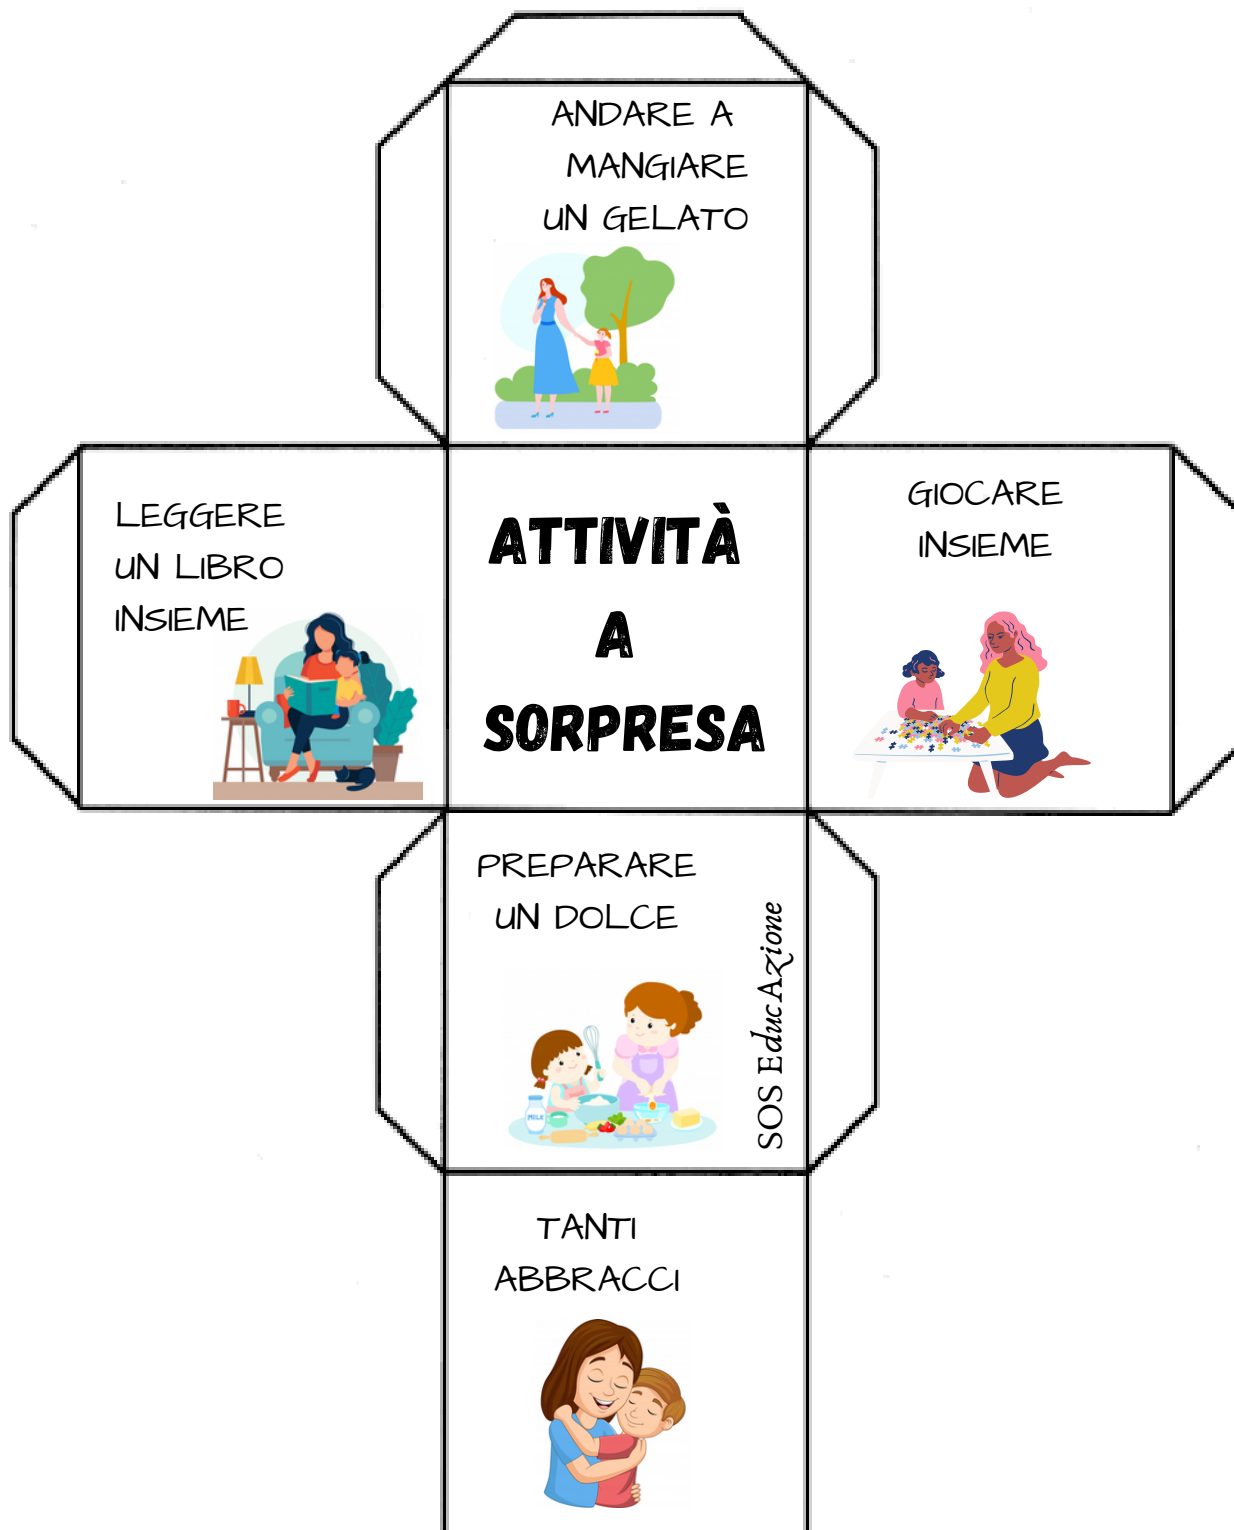 ANDARE A
MANGIARE
UN GELATO
LEGGERE
UN LIBRO
INSIEME
ATTIVITÀ
A
SORPRESA
GIOCARE
INSIEME
PREPARARE
UN DOLCE
SOS EducAzione
MILK
TANTI
ABBRACCI